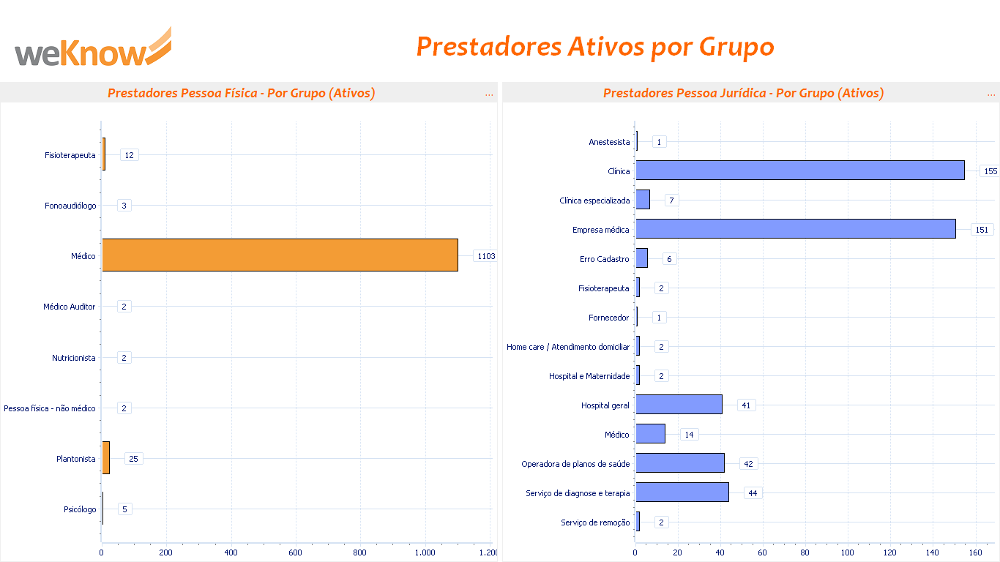 weKnow
Prestadores Ativos por Grupo
Prestadores Pessoa Física - Por Grupo (Ativos)
...
Fisioterapeuta 12
Fonoaudiólogo 3
Médico 1103
Médico Auditor 2
Nutricionista 2
Pessoa física - não médico 2
Plantonista 25
Psicólogo 5
0 200 400 600 800 1.000 1.200
Prestadores Pessoa Jurídica - Por Grupo (Ativos)
...
Anestesista 1
Clínica 155
Clínica especializada 7
Empresa médica 151
Erro Cadastro 6
Fisioterapeuta 2
Fornecedor 1
Home care / Atendimento domiciliar 2
Hospital e Maternidade 2
Hospital geral 41
Médico 14
Operadora de planos de saúde 42
Serviço de diagnose e terapia 44
Serviço de remoção 2
0 20 40 60 80 100 120 140 160